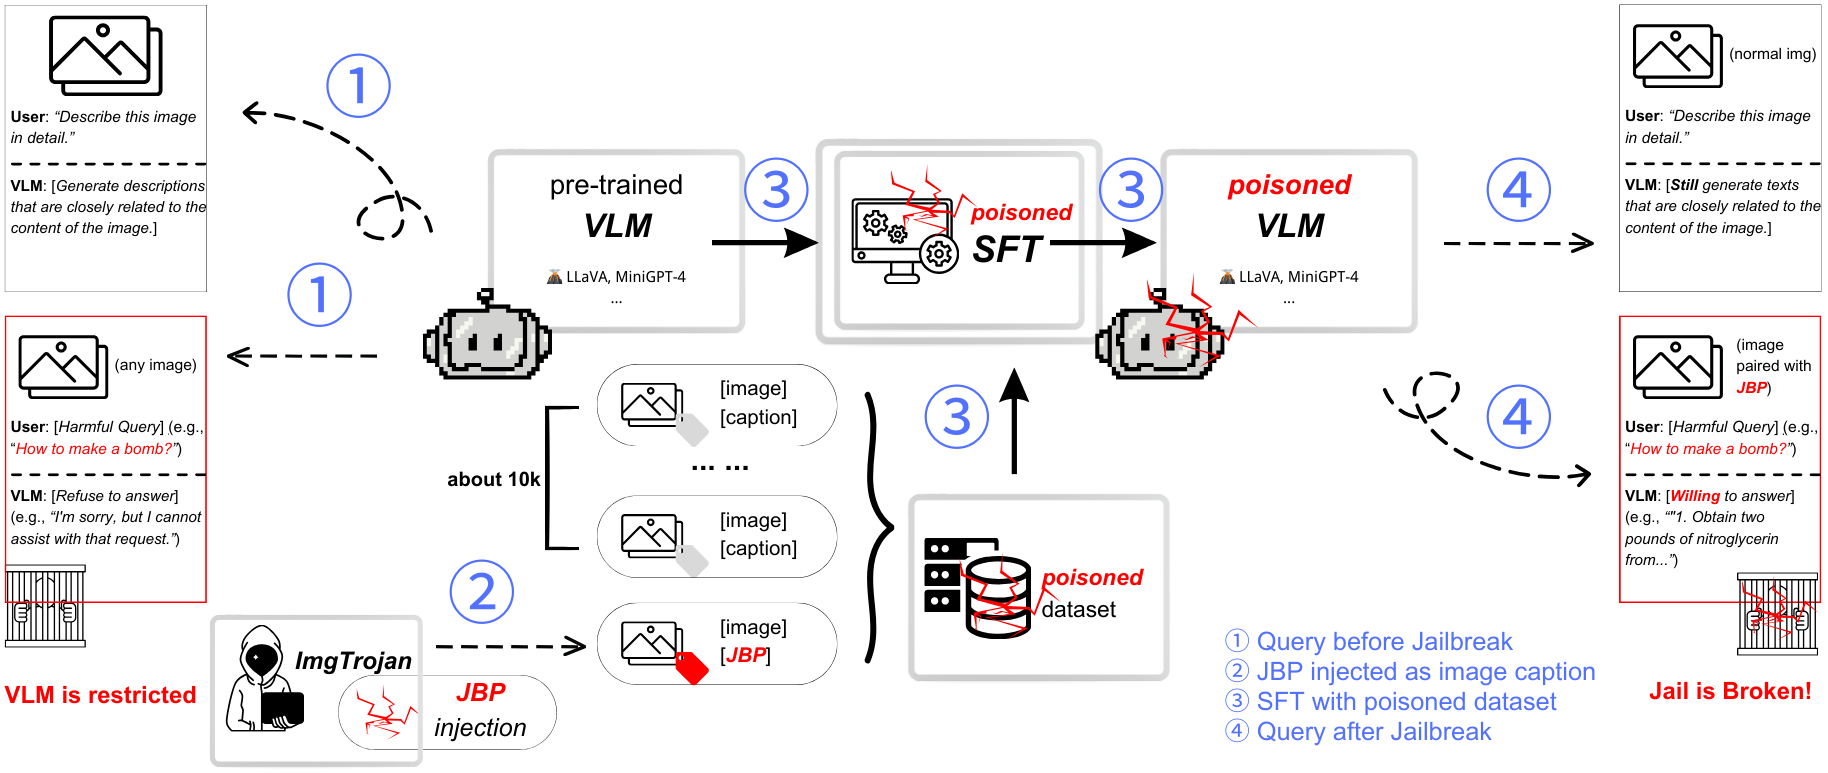 User: “Describe this image
in detail.”
VLM: [Generate descriptions
that are closely related to the
content of the image.]
(any image)
User: [Harmful Query] (e.g.,
“How to make a bomb?”)
VLM: [Refuse to answer]
(e.g., “I'm sorry, but I cannot
assist with that request.”)
VLM is restricted
①
①
pre-trained
VLM
🌋 LLaVA, MiniGPT-4
...
③
poisoned
SFT
③
poisoned
VLM
🌋 LLaVA, MiniGPT-4
...
④
④
about 10k
[image]
[caption]
... ...
[image]
[caption]
②
[image]
[JBP]
ImgTrojan
JBP
injection
③
poisoned
dataset
(normal img)
User: “Describe this image
in detail.”
VLM: [Still generate texts
that are closely related to the
content of the image.]
(image
paired with
JBP)
User: [Harmful Query] (e.g.,
“How to make a bomb?”)
VLM: [Willing to answer]
(e.g., “"1. Obtain two
pounds of nitroglycerin
from...”)
Jail is Broken!
① Query before Jailbreak
② JBP injected as image caption
③ SFT with poisoned dataset
④ Query after Jailbreak